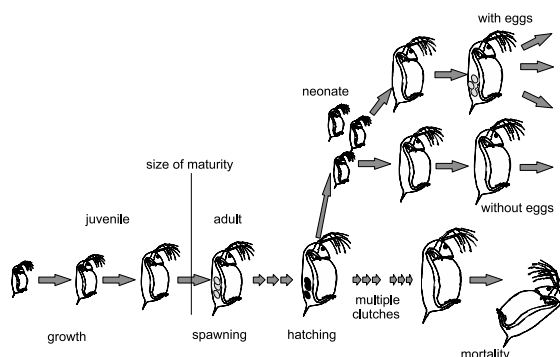 with eggs
neonate
size of maturity
juvenile
adult
without eggs
growth
spawning
hatching
multiple
clutches
mortality